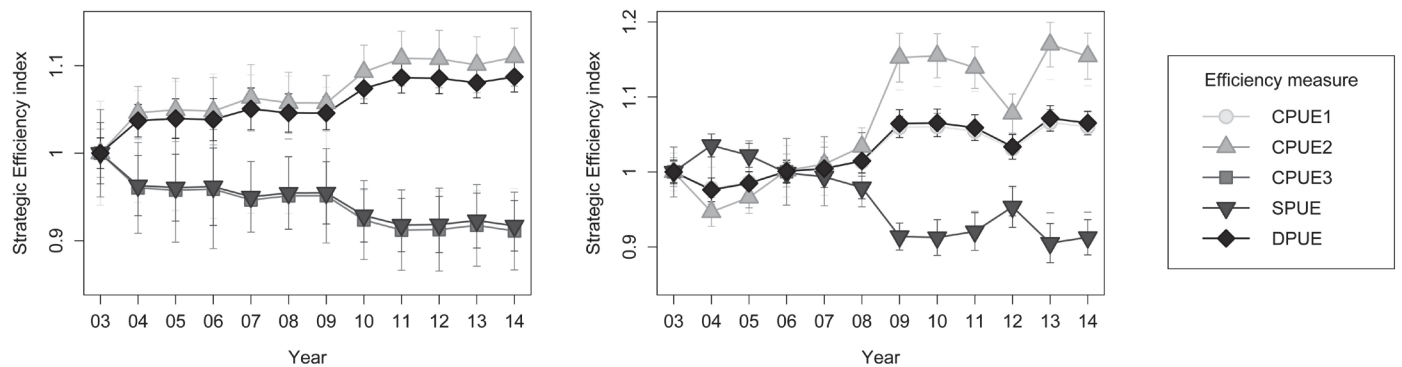 Strategic Efficiency index
1.1
1
0.9
03 04 05 06 07 08 09 10 11 12 13 14
Year
Strategic Efficiency index
1.2
1.1
1
0.9
03 04 05 06 07 08 09 10 11 12 13 14
Year
Efficiency measure
CPUE1
CPUE2
CPUE3
SPUE
DPUE